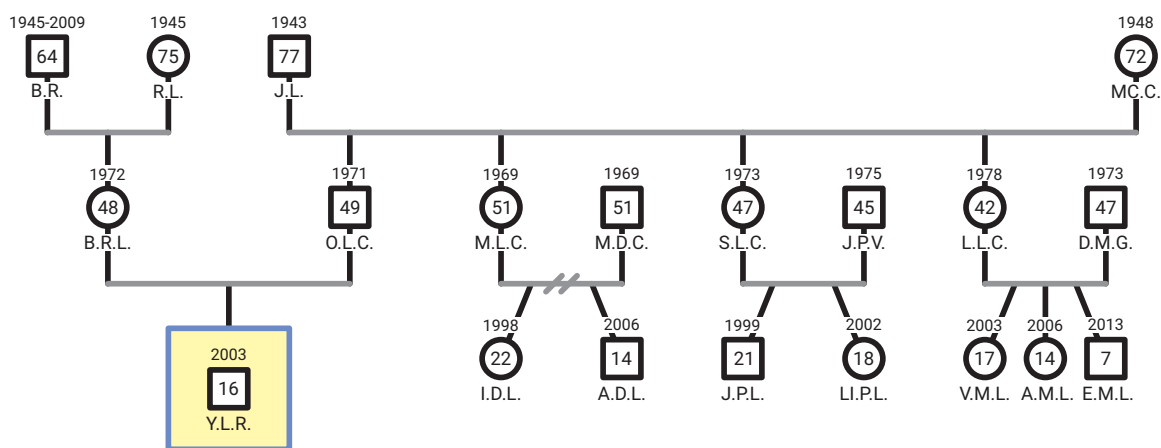 1945-2009 1945 1943 1948
64 75 77 72
B.R. R.L. J.L. MC.C.
1972 1971 1969 1969 1973 1975 1978 1973
48 49 51 51 47 45 42 47
B.R.L. O.L.C. M.L.C. M.D.C. S.L.C. J.P.V. L.L.C. D.M.G.
1998 2006 1999 2002 2003 2006 2013
22 14 21 18 17 14 7
I.D.L. A.D.L. J.P.L. LI.P.L. V.M.L. A.M.L. E.M.L.
2003
16
Y.L.R.